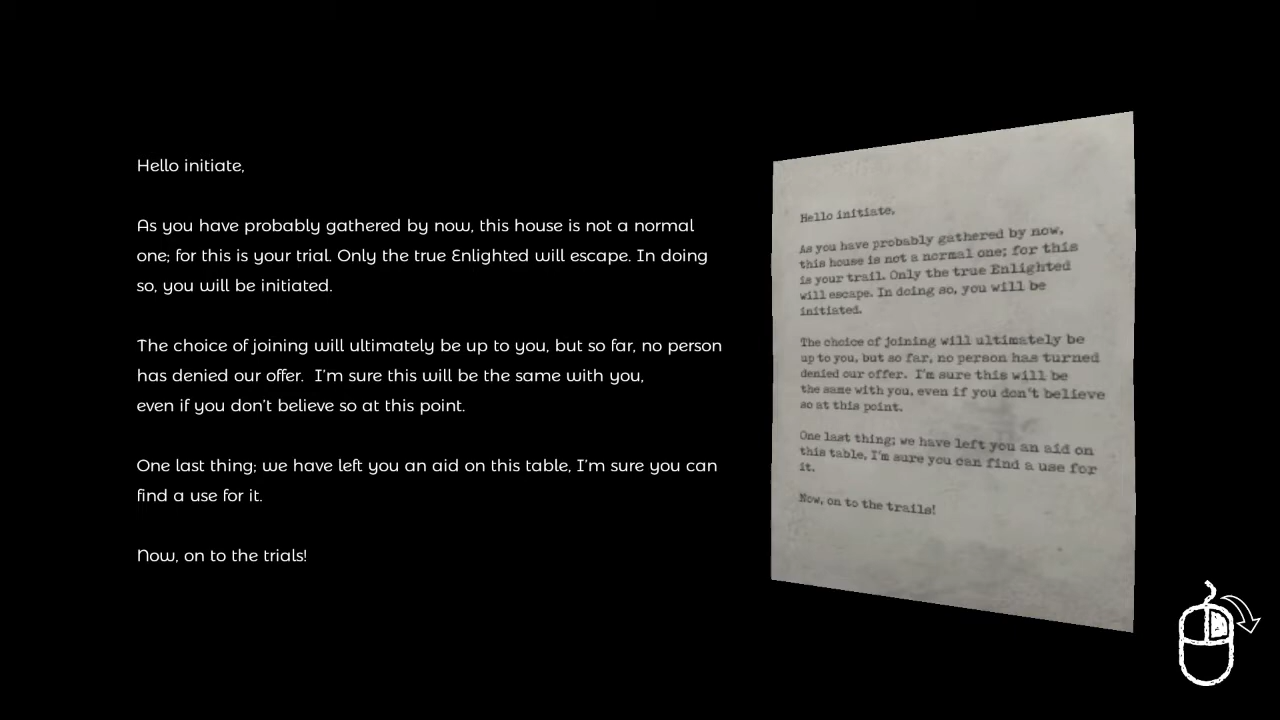 Hello initiate,
As you have probably gathered by now, this house is not a normal
one; for this is your trial. Only the true Enlighted will escape. In doing
so, you will be initiated.
The choice of joining will ultimately be up to you, but so far, no person
has denied our offer.  I'm sure this will be the same with you,
even if you don't believe so at this point.
One last thing; we have left you an aid on this table, I'm sure you can
find a use for it.
Now, on to the trials!
Hello initiate,
As you have probably gathered by now,
this house is not a normal one; for this
is your trail. Only the true Enlighted
will escape. In doing so, you will be
initiated.
The choice of joining will ultimately be
up to you, but so far, no person has turned
denied our offer. I'm sure this will be
the same with you, even if you don't believe
so at this point.
One last thing; we have left you an aid on
this table, I'm sure you can find a use for
it.
Now, on to the trails!